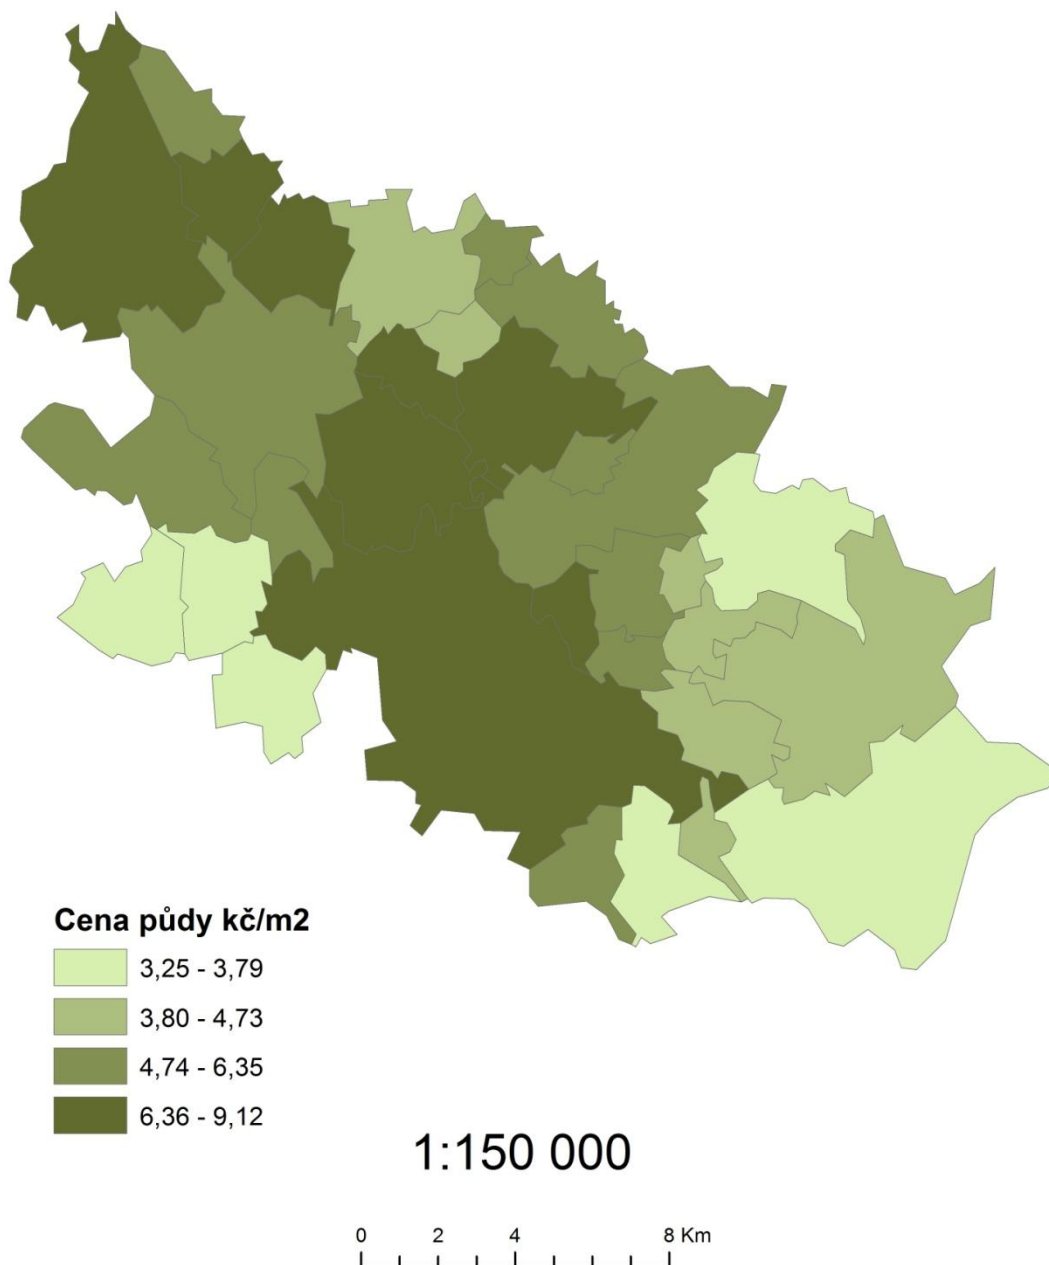 Cena půdy kč/m2
3,25 - 3,79
3,80 - 4,73
4,74 - 6,35
6,36 - 9,12
1:150 000
0 2 4 8 Km